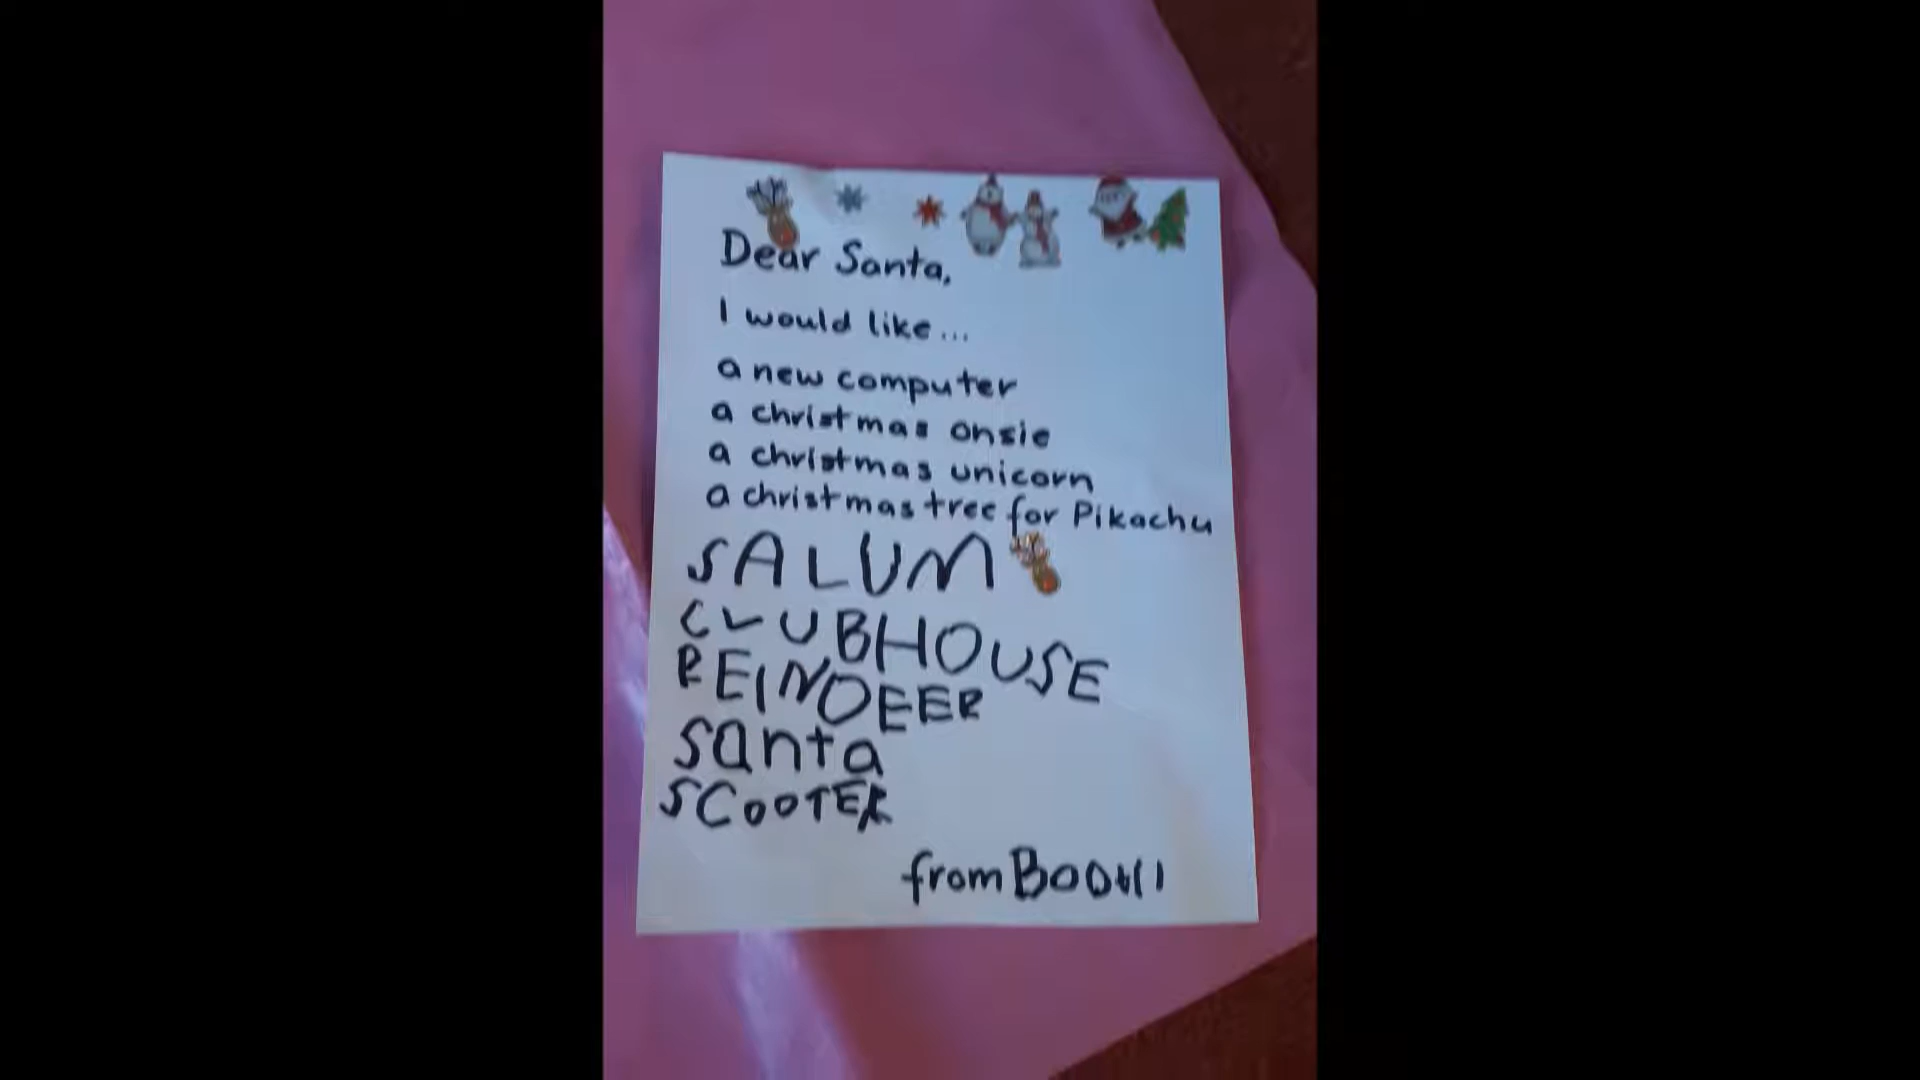 Dear Santa,
I would like...
a new computer
a christmas onsie
a christmas unicorn
a christmas tree for Pikachu
SALUM
CLUBHOUSE
REINDEER
santa
SCOOTER
from